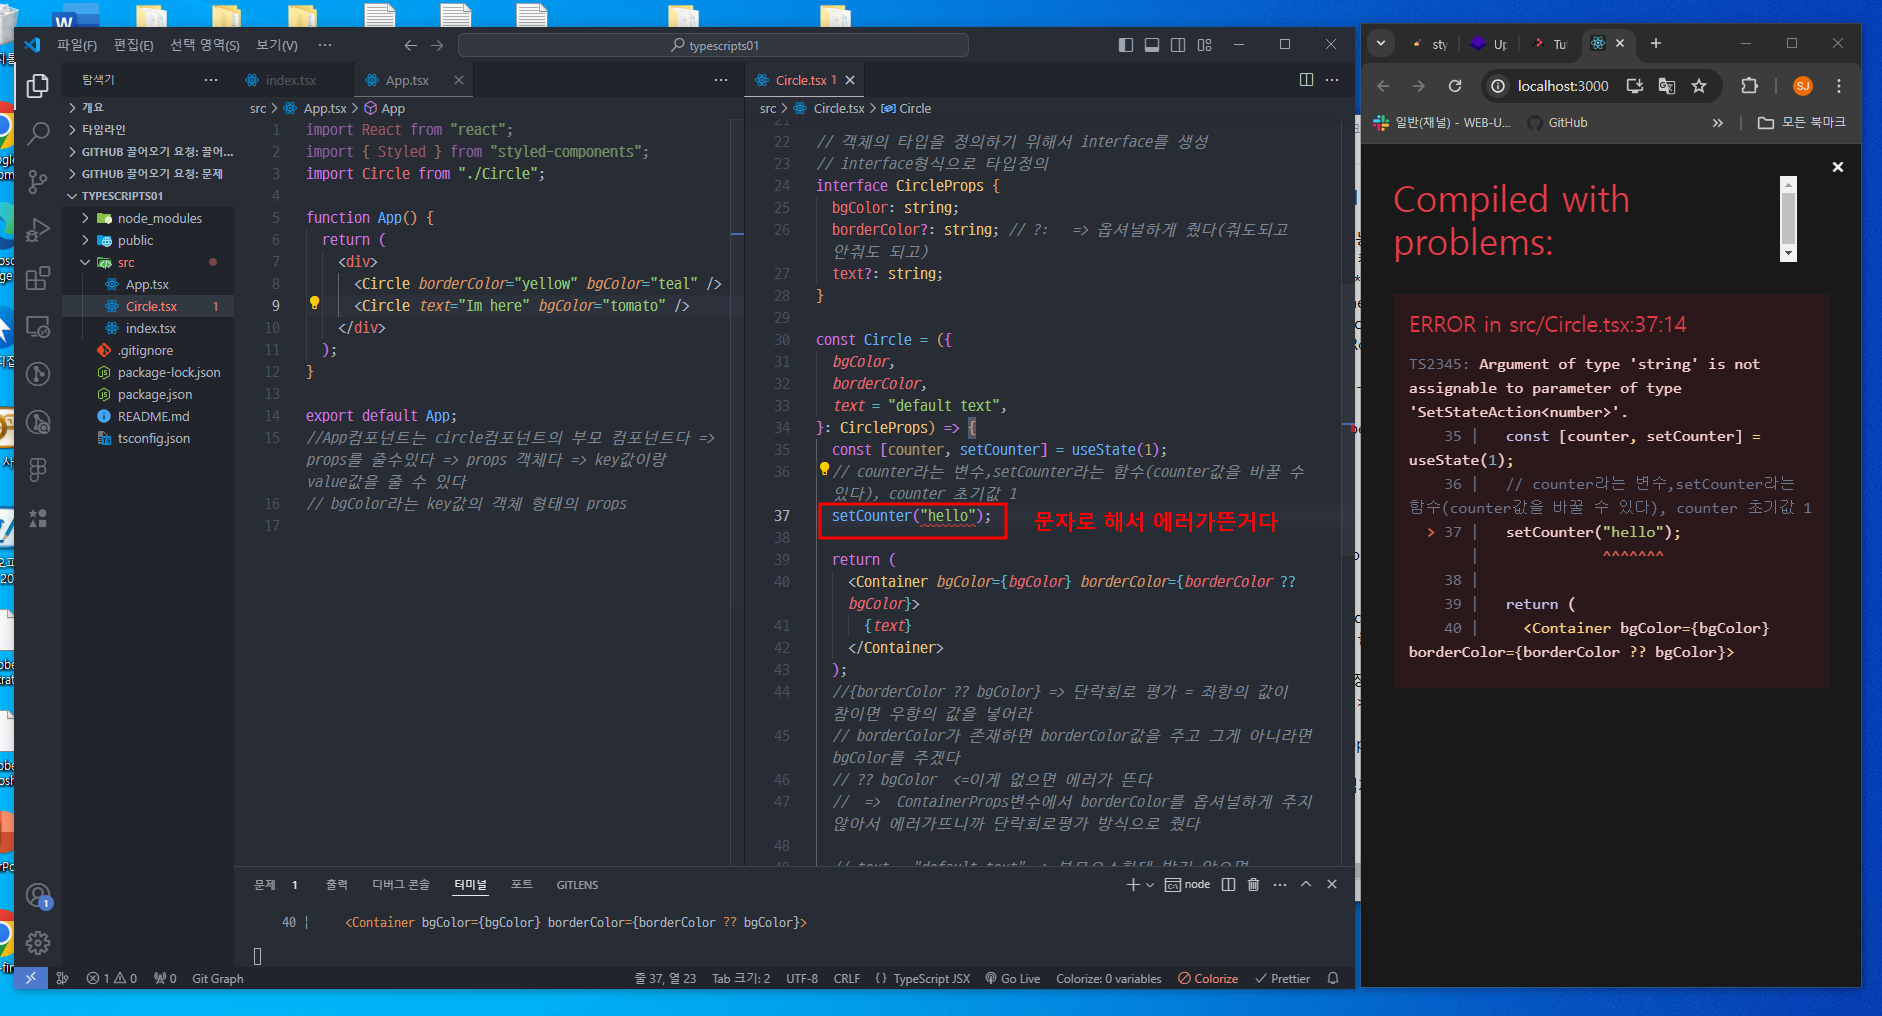 파일(F) 편집(E) 선택 영역(S) 보기(V) ···
typescripts01
탐색기
개요
타임라인
GITHUB 끌어오기 요청: 끌어...
GITHUB 끌어오기 요청: 문제
TYPESCRIPTS01
node_modules
public
src
App.tsx
Circle.tsx 1
index.tsx
.gitignore
package-lock.json
package.json
README.md
tsconfig.json
index.tsx
App.tsx
src > App.tsx > App
1 import React from "react";
2 import { Styled } from "styled-components";
3 import Circle from "./Circle";
4
5 function App() {
6 return (
7 <div>
8 <Circle borderColor="yellow" bgColor="teal" />
9 <Circle text="Im here" bgColor="tomato" />
10 </div>
11 );
12 }
13
14 export default App;
15 //App컴포넌트는 circle컴포넌트의 부모 컴포넌트다 =>
props를 줄수있다 => props 객체다 => key값이랑
value값을 줄 수 있다
16 // bgColor라는 key값의 객체 형태의 props
17
Circle.tsx 1
src > Circle.tsx > Circle
21
22 // 객체의 타입을 정의하기 위해서 interface를 생성
23 // interface형식으로 타입정의
24 interface CircleProps {
25 bgColor: string;
26 borderColor?: string; // ?: => 옵셔널하게 줬다(줘도되고
안줘도 되고)
27 text?: string;
28 }
29
30 const Circle = ({
31 bgColor,
32 borderColor,
33 text = "default text",
34 }: CircleProps) => {
35 const [counter, setCounter] = useState(1);
36 // counter라는 변수,setCounter라는 함수(counter값을 바꿀 수
있다), counter 초기값 1
37 setCounter("hello");
문자로 해서 에러가뜬거다
38
39 return (
40 <Container bgColor={bgColor} borderColor={borderColor ??
bgColor}>
41 {text}
42 </Container>
43 );
44 //{borderColor ?? bgColor} => 단락회로 평가 = 좌항의 값이
참이면 우항의 값을 넣어라
45 // borderColor가 존재하면 borderColor값을 주고 그게 아니라면
bgColor를 주겠다
46 // ?? bgColor <=이게 없으면 에러가 뜬다
47 // => ContainerProps변수에서 borderColor를 옵셔널하게 주지
않아서 에러가뜨니까 단락회로평가 방식으로 줬다
48
문제 1 출력 디버그 콘솔 터미널 포트 GITLENS
node
40 | <Container bgColor={bgColor} borderColor={borderColor ?? bgColor}>
1 0 0 Git Graph
줄 37, 열 23 Tab 크기: 2 UTF-8 CRLF {} TypeScript JSX Go Live Colorize: 0 variables Colorize Prettier
sty Up Tu
localhost:3000
SJ
일반(채널) - WEB-U... GitHub » 모든 북마크
Compiled with
problems:
ERROR in src/Circle.tsx:37:14
TS2345: Argument of type 'string' is not
assignable to parameter of type
'SetStateAction<number>'.
35 | const [counter, setCounter] =
useState(1);
36 | // counter라는 변수,setCounter라는
함수(counter값을 바꿀 수 있다), counter 초기값 1
> 37 | setCounter("hello");
| ^^^^^^^
38 |
39 | return (
40 | <Container bgColor={bgColor}
borderColor={borderColor ?? bgColor}>